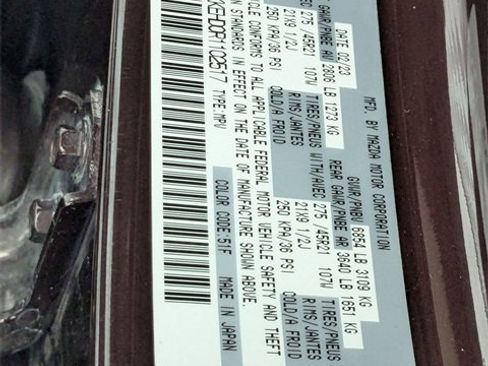 MFD. BY MAZDA MOTOR CORPORATION
DATE 02/23 GVWR/PNBV 6854 LB 3109 KG
GAWR/PNBE AV 2806 LB 1273 KG REAR GAWR/PNBE AR 3640 LB 1651 KG
TIRES/PNEUS TIRES/PNEUS
275 /45R21 107W WITH/AVEC 275 /45R21 107W
RIMS/JANTES RIMS/JANTES
21X9 1/2J 21X9 1/2J
COLD/A FROID COLD/A FROID
250 KPA/36 PSI 250 KPA/36 PSI
CONFORMS TO ALL APPLICABLE FEDERAL MOTOR VEHICLE SAFETY AND THEFT
STANDARDS IN EFFECT ON THE DATE OF MANUFACTURE SHOWN ABOVE.
TYPE: MPV
COLOR CODE: 51F MADE IN JAPAN